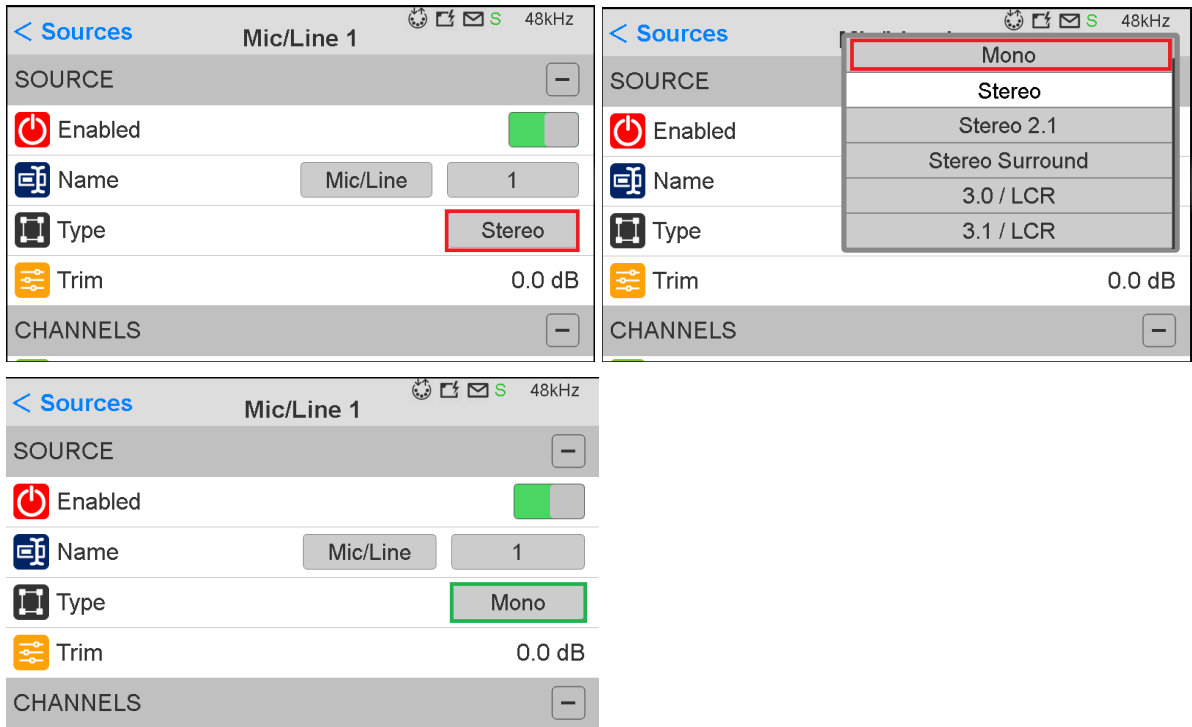 < Sources
Mic/Line 1
S 48kHz
SOURCE
Enabled
Name Mic/Line 1
Type Stereo
Trim 0.0 dB
CHANNELS
< Sources
S 48kHz
SOURCE
Enabled
Name
Type
Trim 0.0 dB
CHANNELS
Mono
Stereo
Stereo 2.1
Stereo Surround
3.0 / LCR
3.1 / LCR
< Sources
Mic/Line 1
S 48kHz
SOURCE
Enabled
Name Mic/Line 1
Type Mono
Trim 0.0 dB
CHANNELS